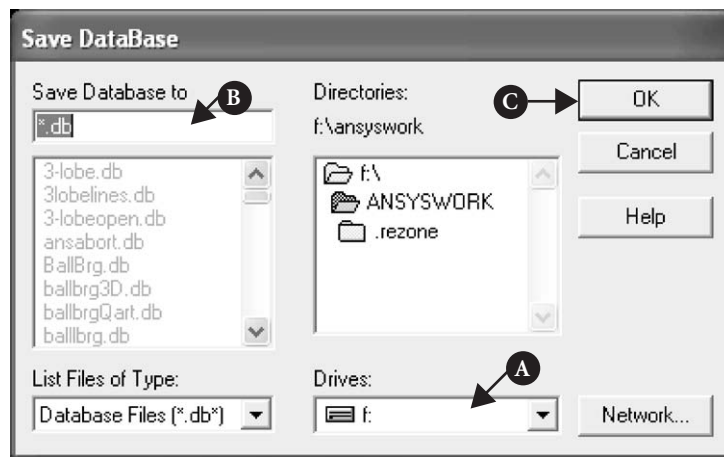 Save DataBase
Save Database to
B
*.db
3-lobe.db
3lobelines.db
3-lobeopen.db
ansabort.db
BallBrg.db
ballbrg3D.db
ballbrgQart.db
balllbrg.db
List Files of Type:
Database Files (*.db*)
Directories:
f:\ansyswork
f:\
ANSYSWORK
.rezone
Drives:
A
f:
C
OK
Cancel
Help
Network...